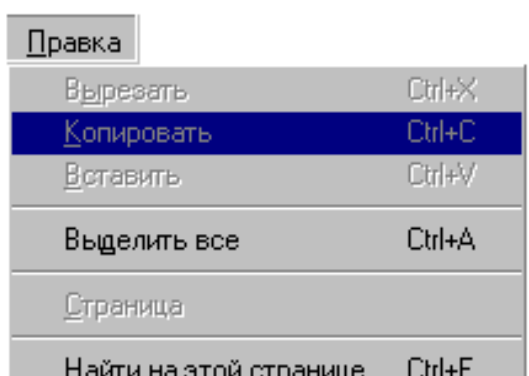 Правка
Вырезать Ctrl+X
Копировать Ctrl+C
Вставить Ctrl+V
Выделить все Ctrl+A
Страница
Найти на этой странице Ctrl+F